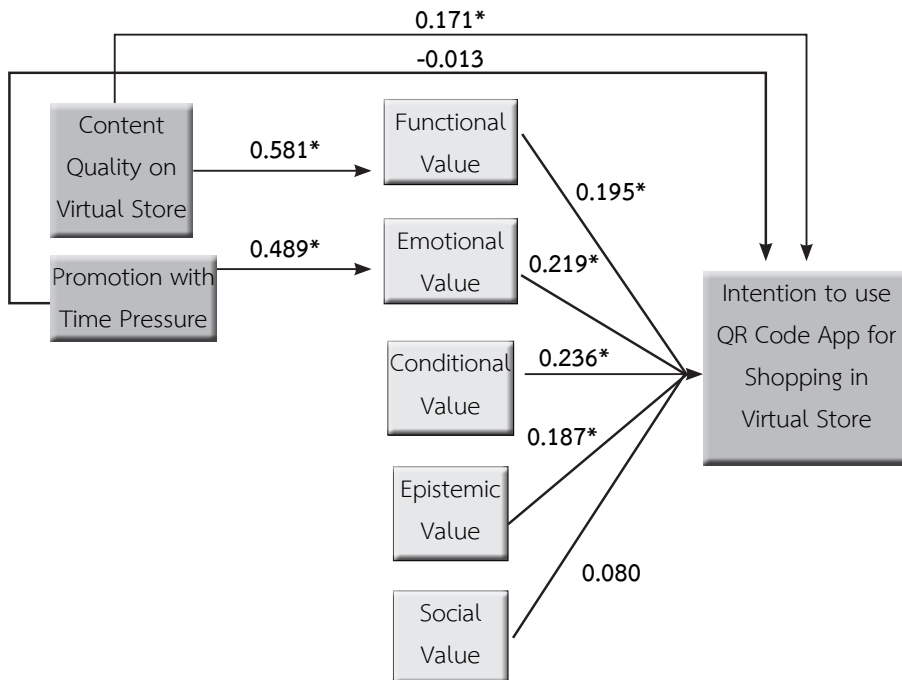 0.171*
-0.013
Content
Quality on
Virtual Store
0.581*
Functional
Value
0.195*
Promotion with
Time Pressure
0.489*
Emotional
Value
0.219*
Intention to use
QR Code App for
Shopping in
Virtual Store
Conditional
Value
0.236*
0.187*
Epistemic
Value
0.080
Social
Value